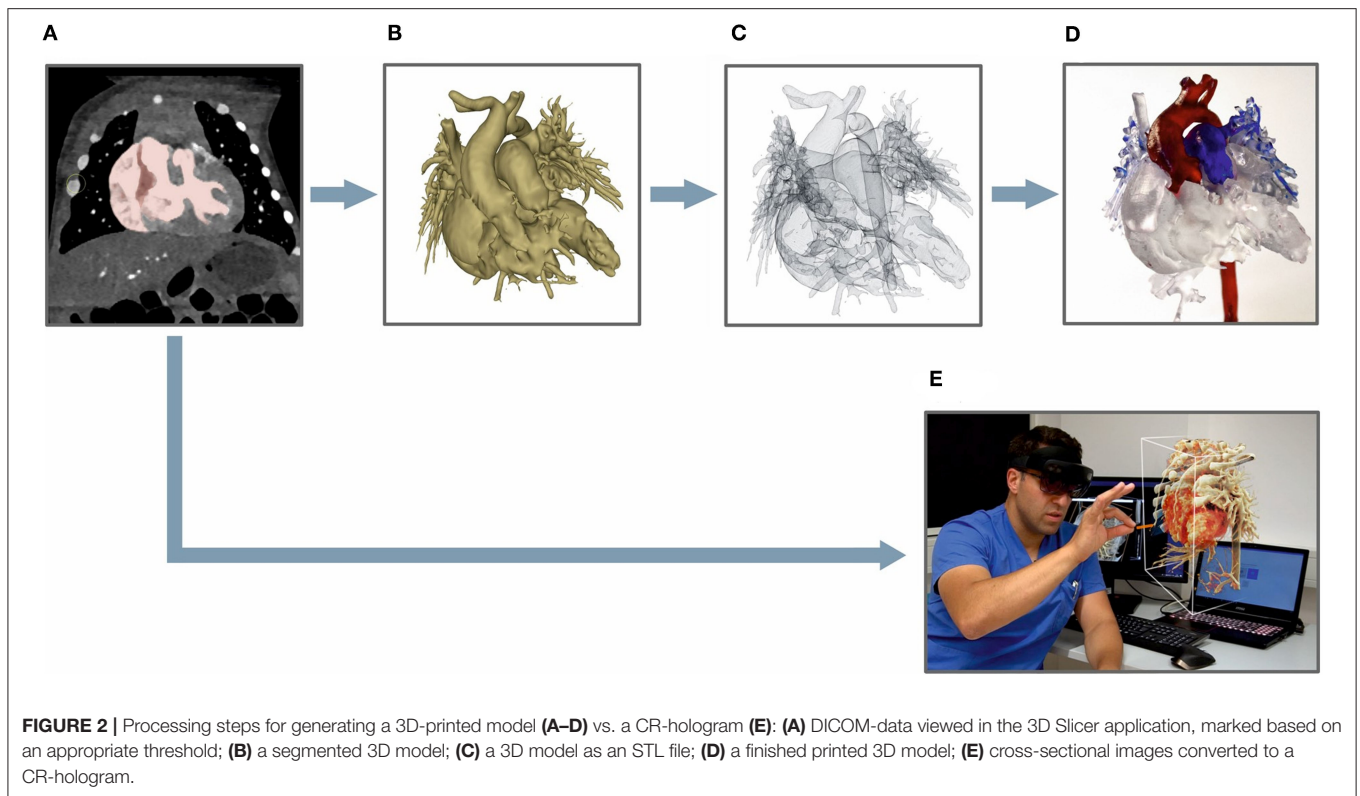 A
B
C
D
E
FIGURE 2 | Processing steps for generating a 3D-printed model (A–D) vs. a CR-hologram (E): (A) DICOM-data viewed in the 3D Slicer application, marked based on
an appropriate threshold; (B) a segmented 3D model; (C) a 3D model as an STL file; (D) a finished printed 3D model; (E) cross-sectional images converted to a
CR-hologram.